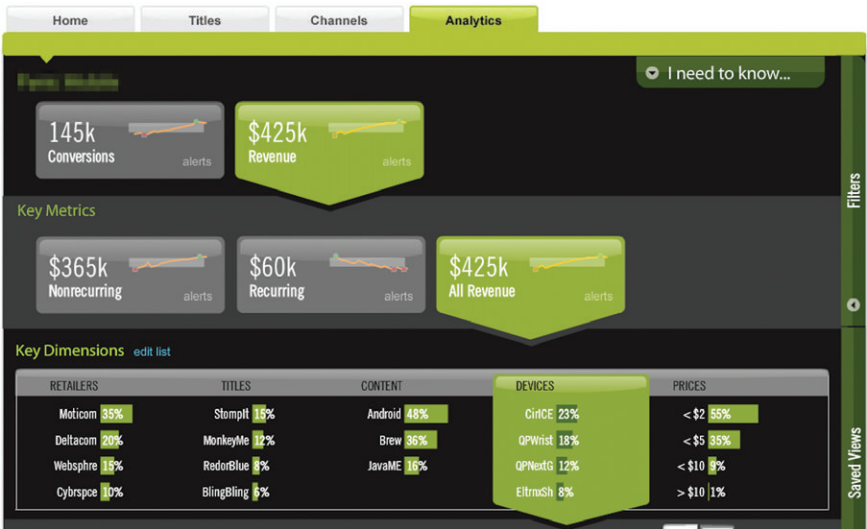 Home Titles Channels Analytics
I need to know...
145k $425k
Conversions alerts Revenue alerts
Key Metrics
$365k $60k $425k
Nonrecurring alerts Recurring alerts All Revenue alerts
Filters
Key Dimensions edit list
RETAILERS TITLES CONTENT DEVICES PRICES
Moticom 35% StompIt 15% Android 48% CirICE 23% < $2 55%
Deltacom 20% MonkeyMe 12% Brew 36% QPWrist 18% < $5 35%
Websphre 15% RedorBlue 8% JavaME 16% QPNextG 12% < $10 9%
Cybrspce 10% BlingBling 6% EltrnxSh 8% > $10 1%
Saved Views